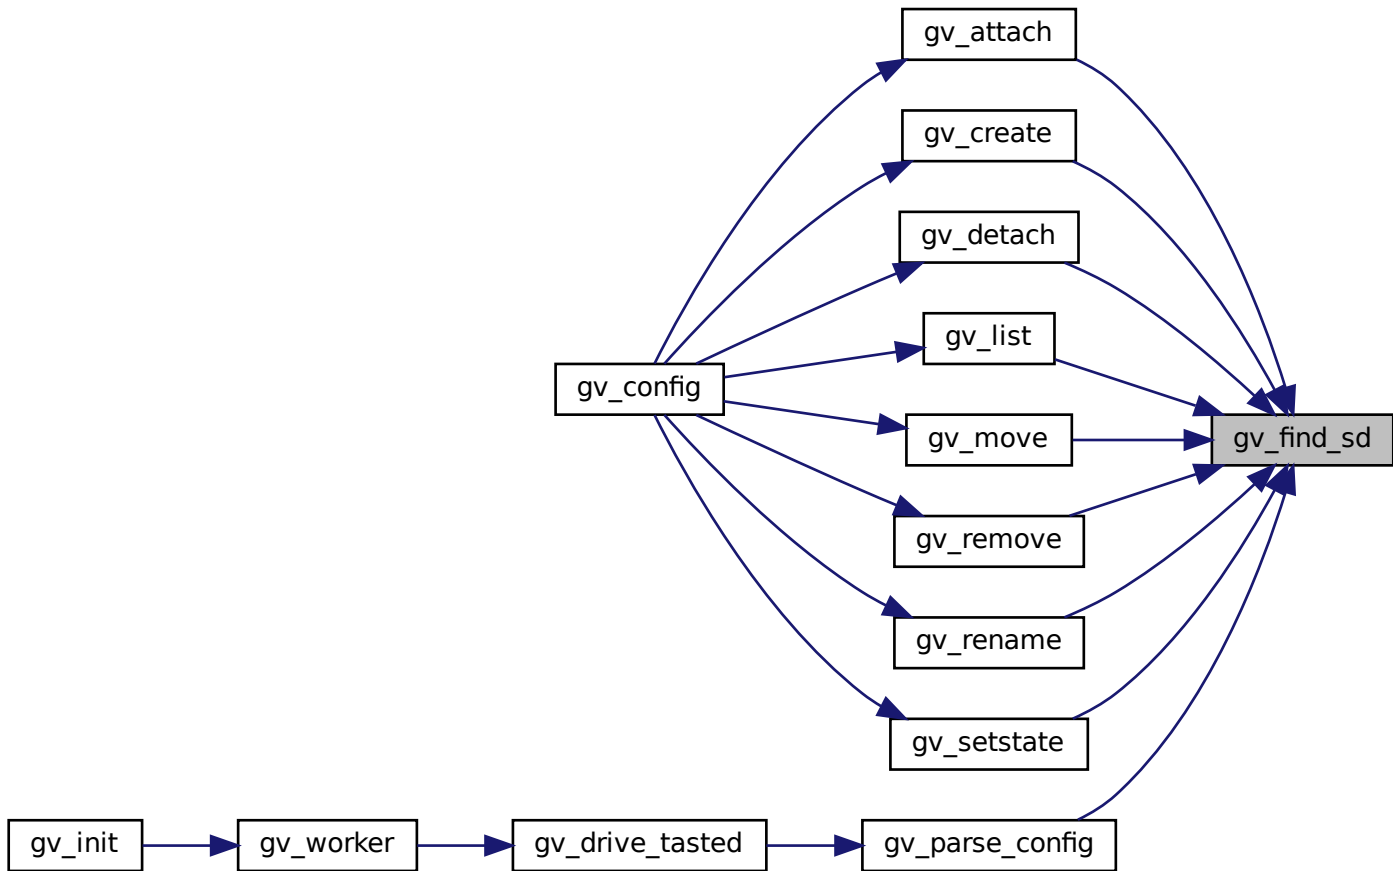 gv_attach
gv_create
gv_detach
gv_list
gv_config
gv_move
gv_find_sd
gv_remove
gv_rename
gv_setstate
gv_init
gv_worker
gv_drive_tasted
gv_parse_config